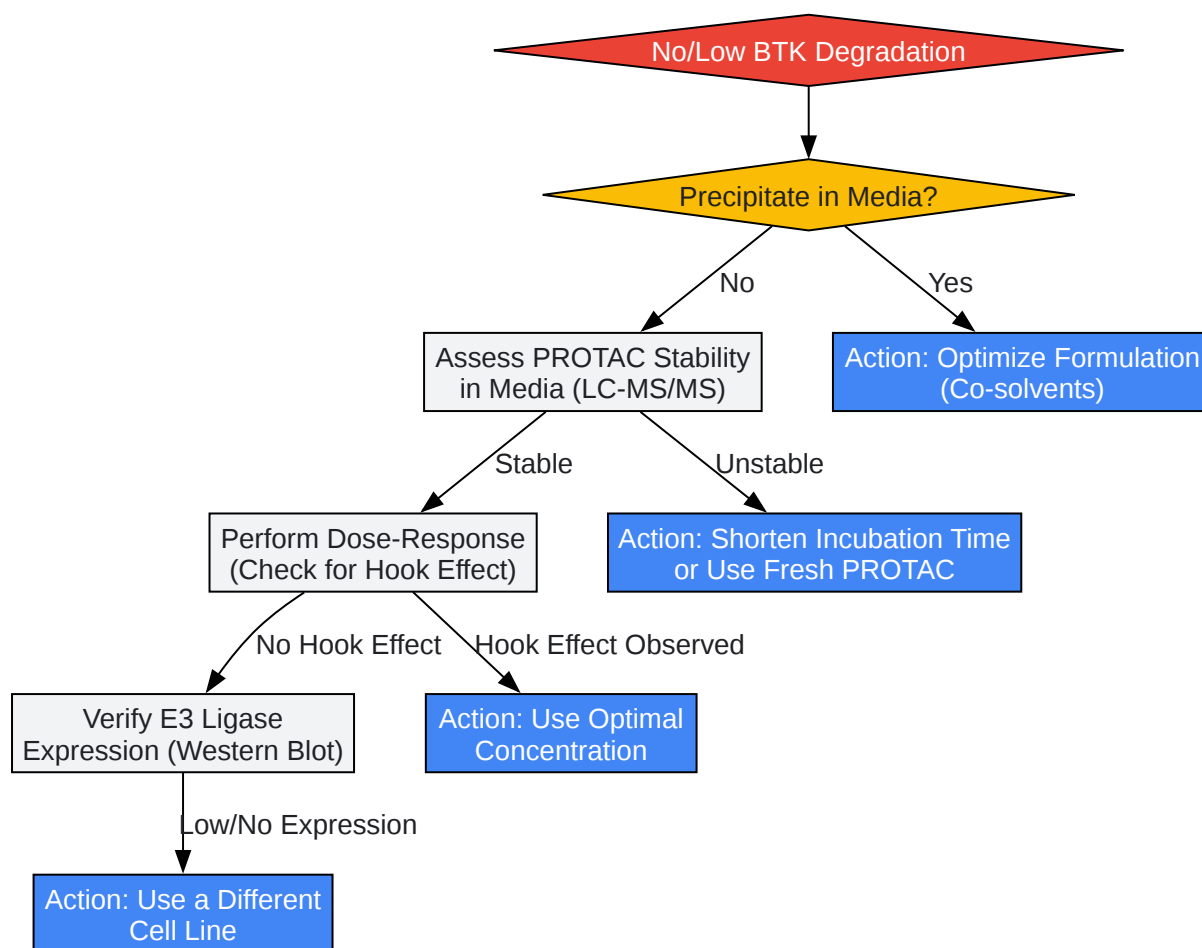 No/Low BTK Degradation
Precipitate in Media?
No
Yes
Assess PROTAC Stability
in Media (LC-MS/MS)
Action: Optimize Formulation
(Co-solvents)
Stable
Unstable
Perform Dose-Response
(Check for Hook Effect)
Action: Shorten Incubation Time
or Use Fresh PROTAC
No Hook Effect
Hook Effect Observed
Verify E3 Ligase
Expression (Western Blot)
Action: Use Optimal
Concentration
Low/No Expression
Action: Use a Different
Cell Line